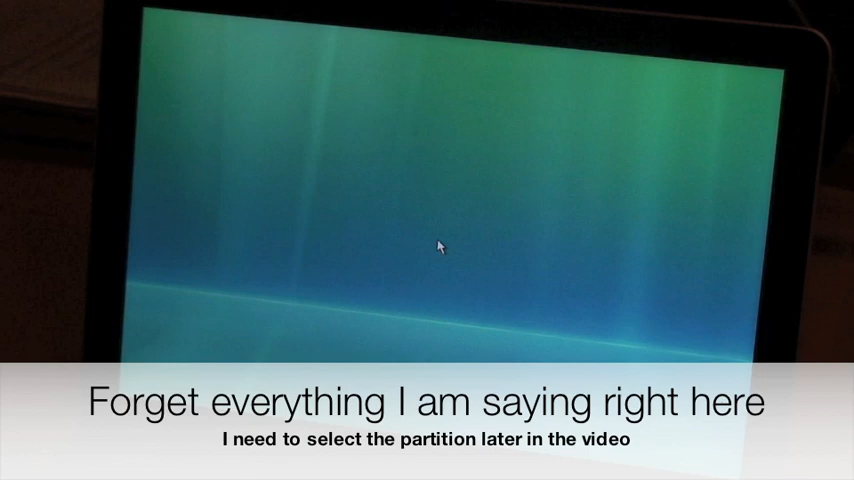 Forget everything I am saying right here
I need to select the partition later in the video